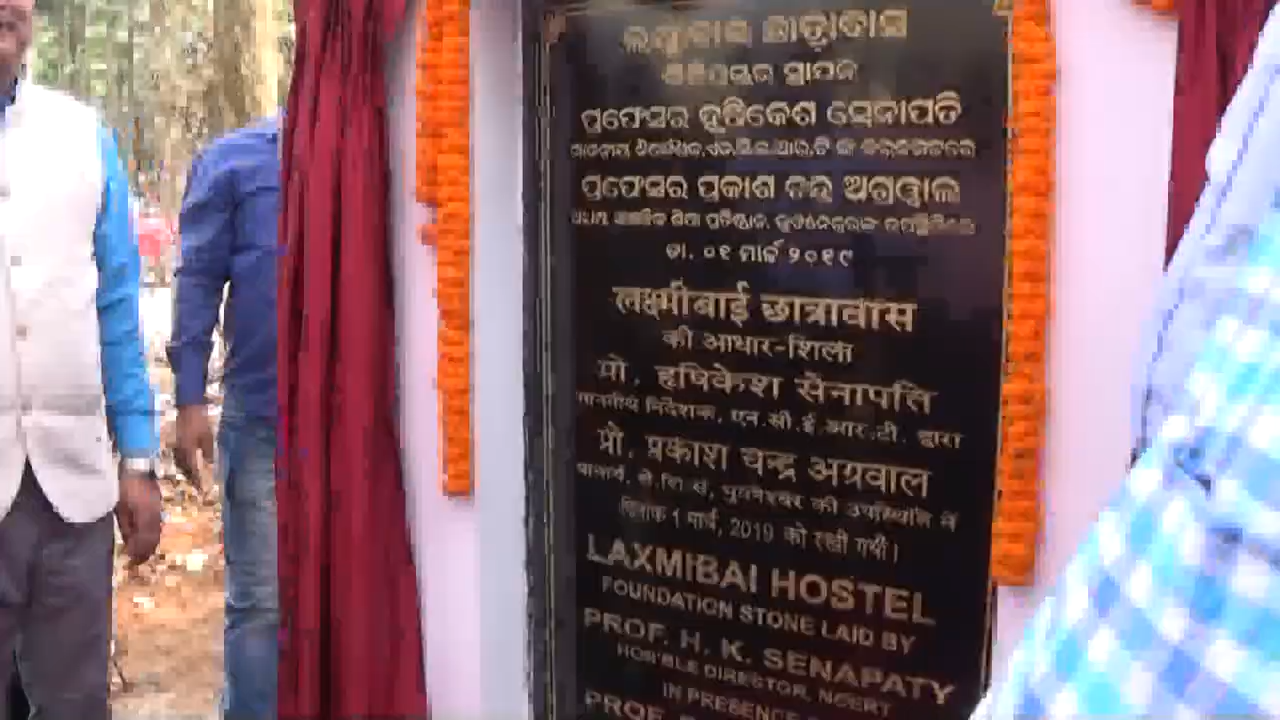 ଲକ୍ଷ୍ମୀବାଈ ଛାତ୍ରୀବାସ
ସ୍ଥାପନ
ପ୍ରଫେସର ହୃଷିକେଶ ସେନାପତି
ପ୍ରଫେସର ପ୍ରକାଶ ଚନ୍ଦ୍ର ଅଗ୍ରୱାଲ
ତା. ୦୧ ମାର୍ଚ୍ଚ ୨୦୧୯
लक्ष्मीबाई छात्रावास
की आधार-शिला
प्रो. हृषिकेश सेनापति
माननीय निदेशक, एन.सी.ई.आर.टी. द्वारा
प्रो. प्रकाश चन्द्र अग्रवाल
प्राचार्य, क्षे.शि.सं, भुवनेश्वर की उपस्थिति में
दिनांक 1 मार्च, 2019 को रखी गयी।
LAXMIBAI HOSTEL
FOUNDATION STONE LAID BY
PROF. H. K. SENAPATY
HON'BLE DIRECTOR, NCERT
IN PRESENCE
PROF.